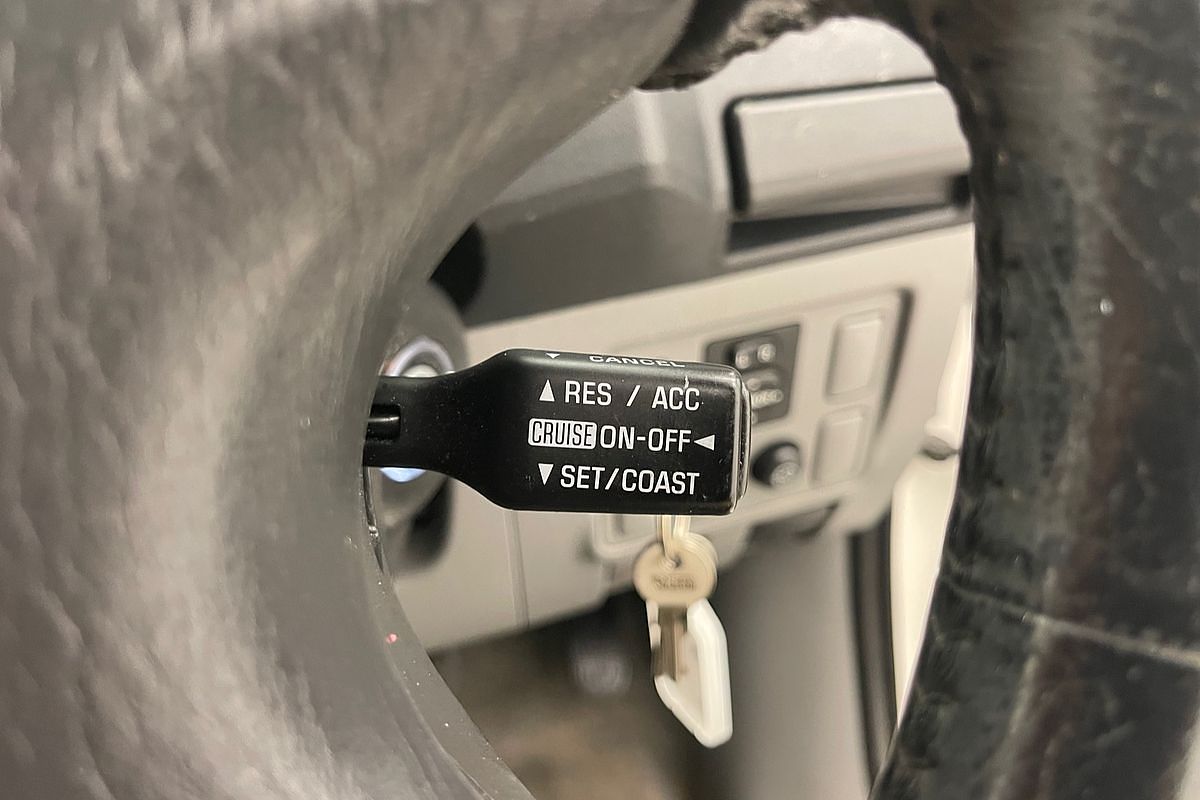 ▼ CANCEL
▲ RES / ACC
CRUISE ON-OFF ◄
▼ SET/COAST